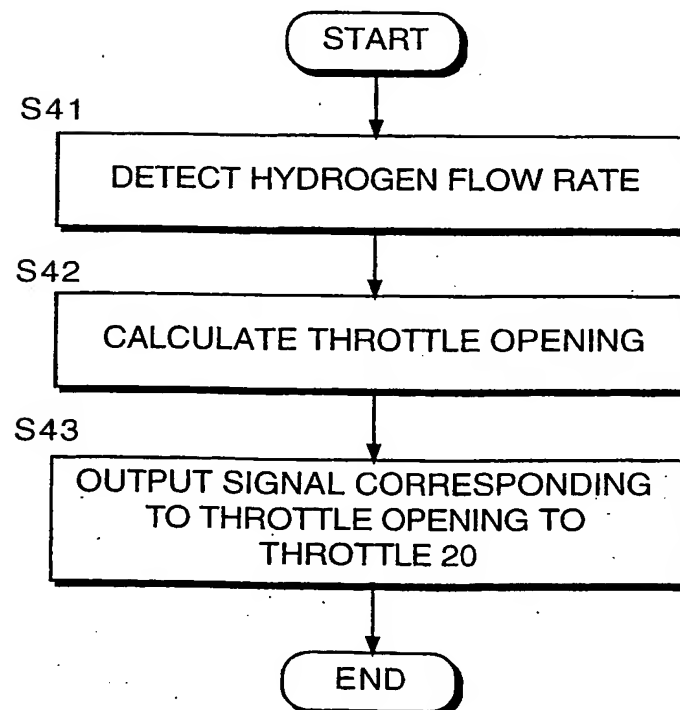 START
S41
DETECT HYDROGEN FLOW RATE
S42
CALCULATE THROTTLE OPENING
S43
OUTPUT SIGNAL CORRESPONDING
TO THROTTLE OPENING TO
THROTTLE 20
END